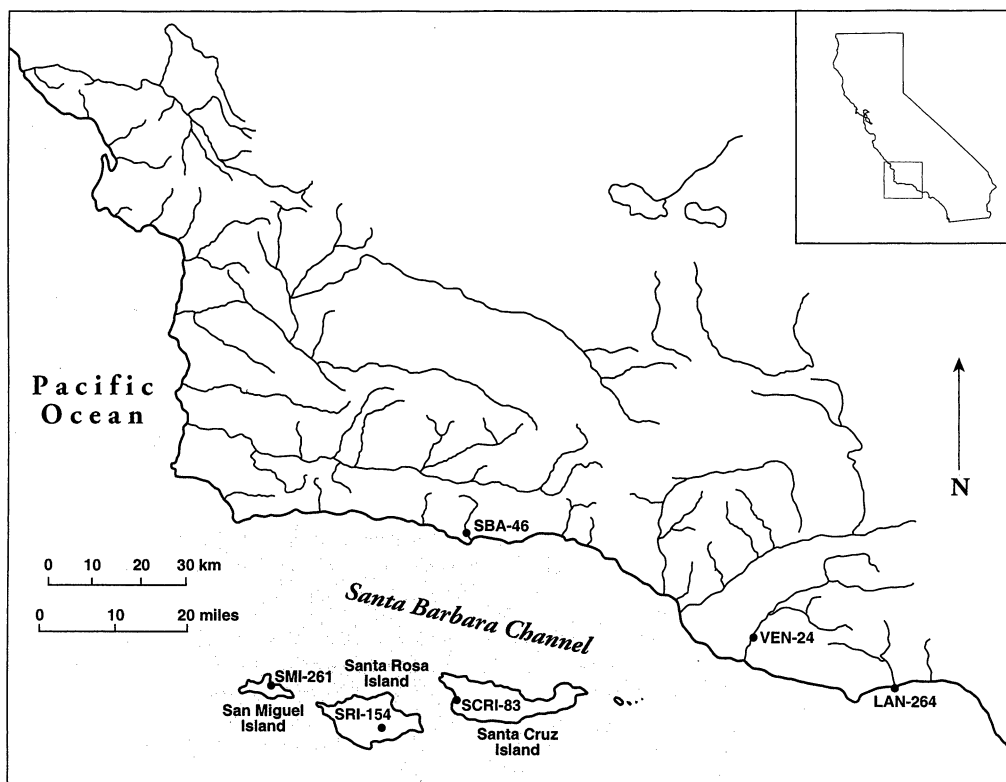 Pacific
Ocean
N
SBA-46
0 10 20 30 km
0 10 20 miles
Santa Barbara Channel
VEN-24
LAN-264
SMI-261
San Miguel
Island
Santa Rosa
Island
SRI-154
SCRI-83
Santa Cruz
Island